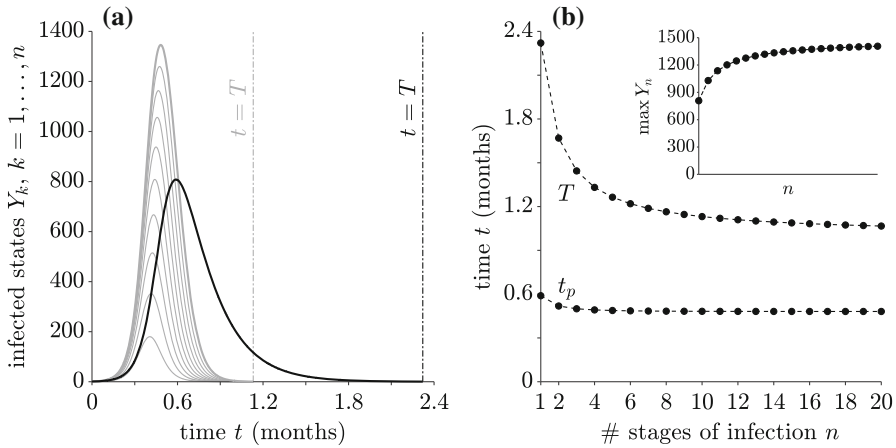 (a)
1400
1200
1000
800
600
400
200
0
infected states Y_k, k = 1, . . . , n
t = T
t = T
0 0.6 1.2 1.8 2.4
time t (months)
(b)
2.4
1.8
1.2
0.6
0
time t (months)
T
t_p
1 2 4 6 8 10 12 14 16 18 20
# stages of infection n
1500
1200
900
600
300
0
max Y_n
n